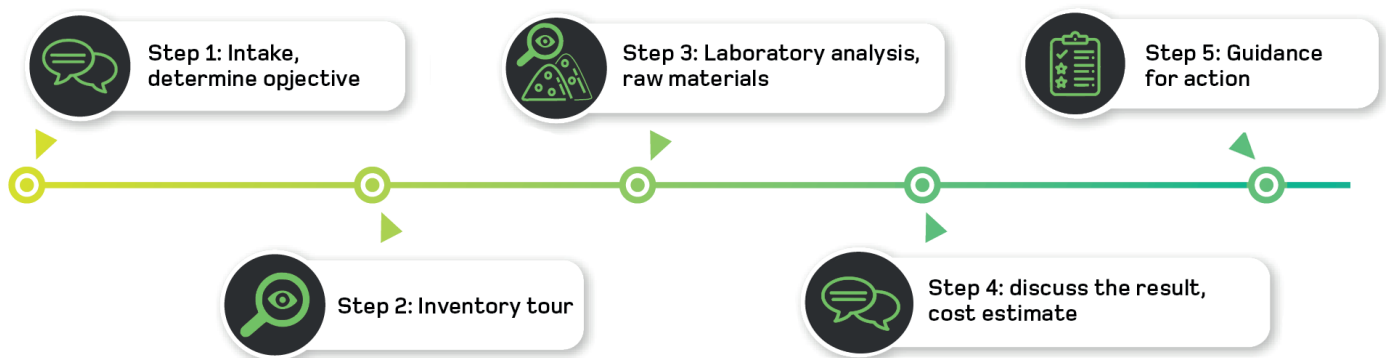 Step 1: Intake,
determine opjective
Step 2: Inventory tour
Step 3: Laboratory analysis,
raw materials
Step 4: discuss the result,
cost estimate
Step 5: Guidance
for action